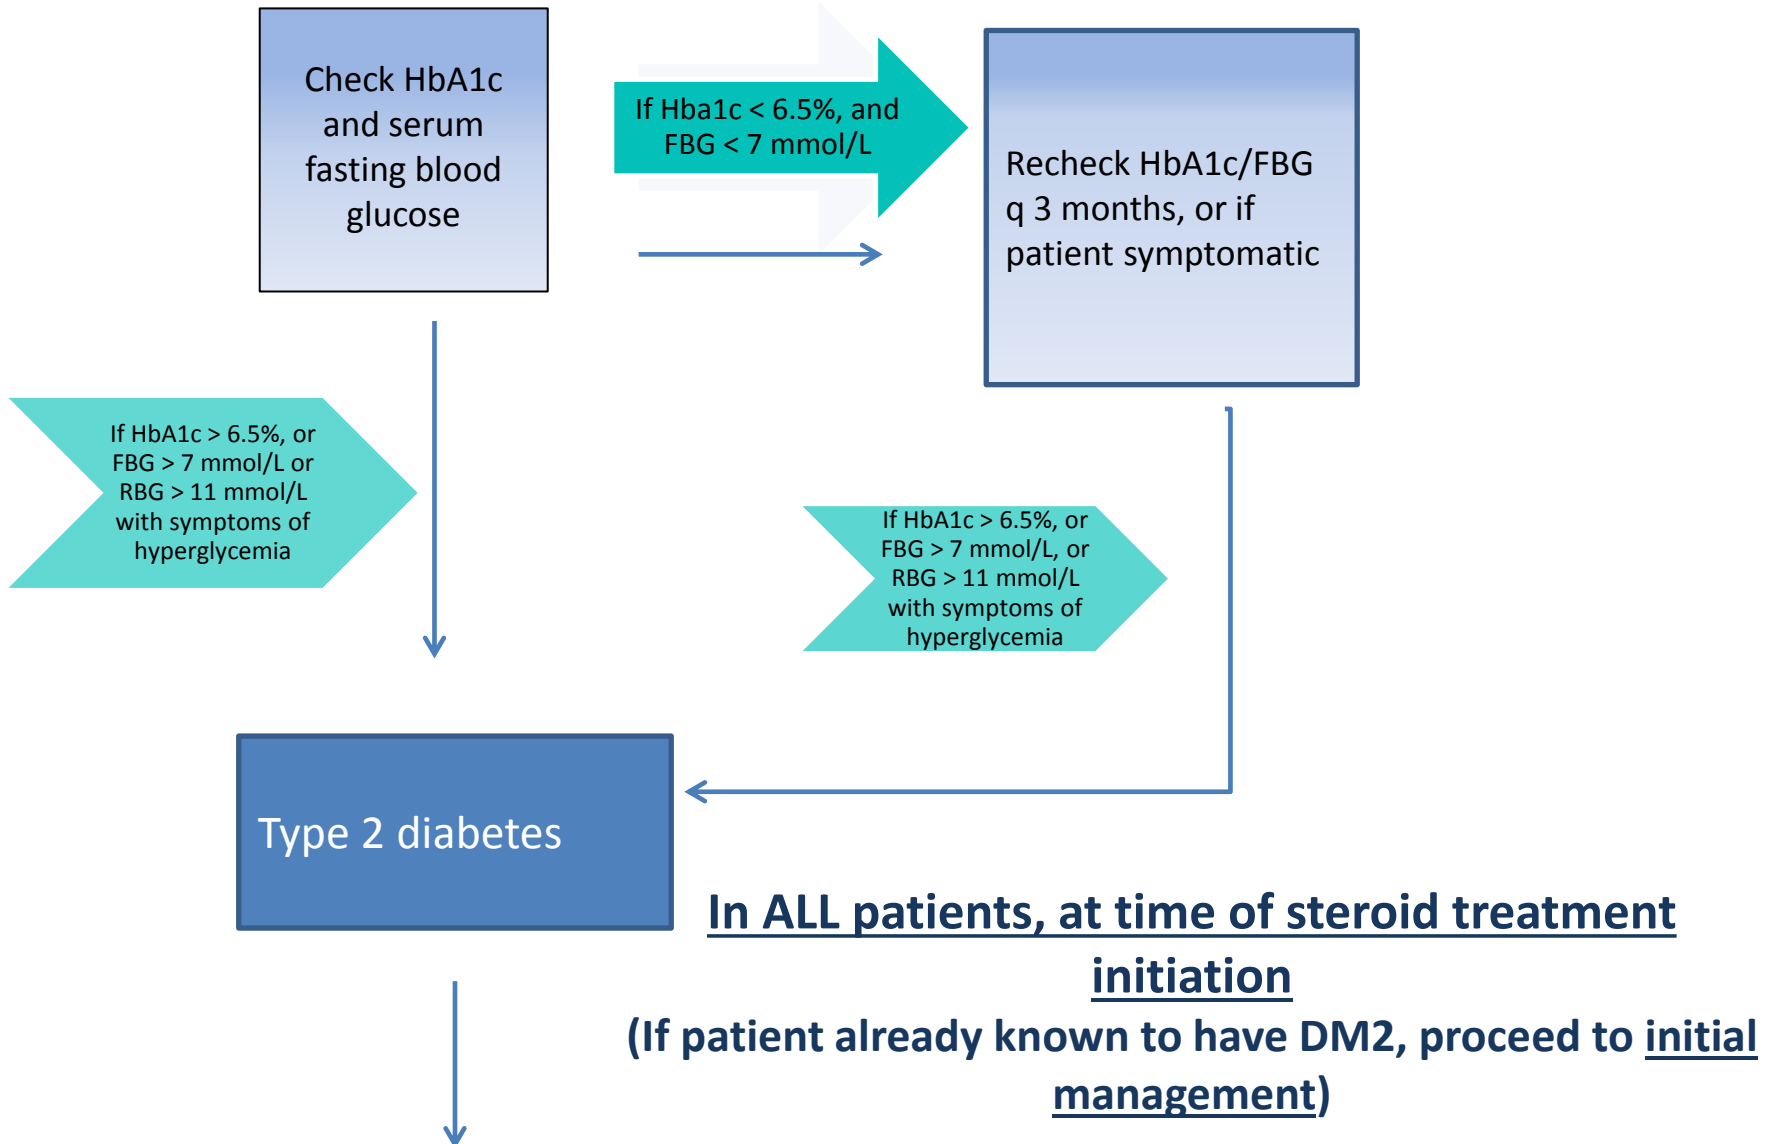 Check HbA1c
and serum
fasting blood
glucose
If Hba1c < 6.5%, and
FBG < 7 mmol/L
Recheck HbA1c/FBG
q 3 months, or if
patient symptomatic
If HbA1c > 6.5%, or
FBG > 7 mmol/L or
RBG > 11 mmol/L
with symptoms of
hyperglycemia
If HbA1c > 6.5%, or
FBG > 7 mmol/L, or
RBG > 11 mmol/L
with symptoms of
hyperglycemia
Type 2 diabetes
In ALL patients, at time of steroid treatment
initiation
(If patient already known to have DM2, proceed to initial
management)